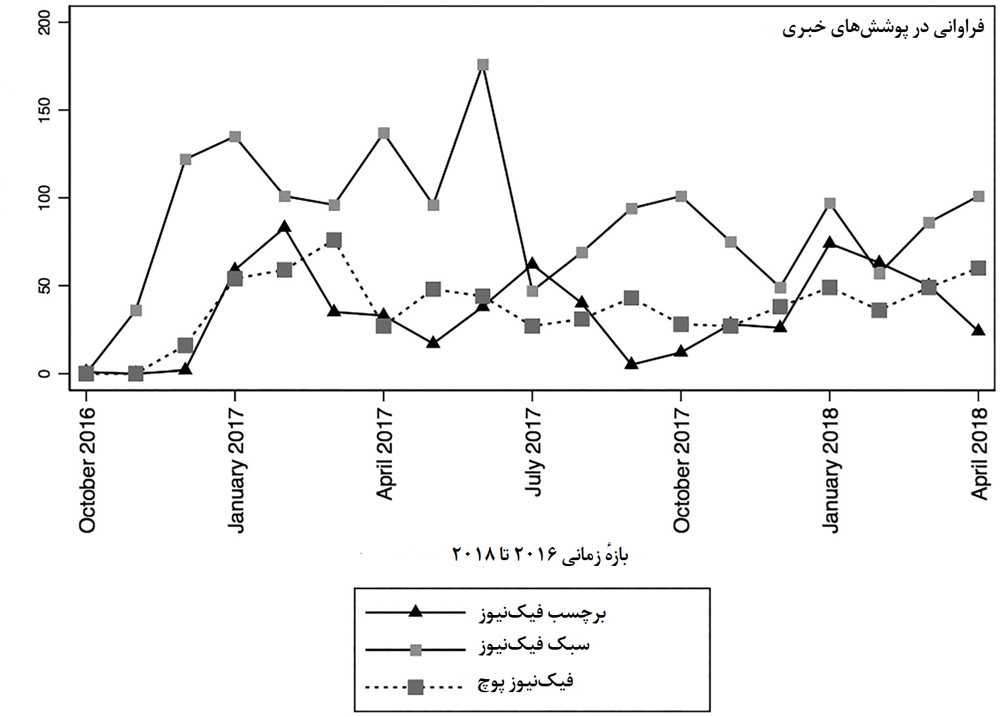 فراوانی در پوشش‌های خبری
200
150
100
50
0
October 2016
January 2017
April 2017
July 2017
October 2017
January 2018
April 2018
بازهٔ زمانی ۲۰۱۶ تا ۲۰۱۸
برچسب فیک‌نیوز
سبک فیک‌نیوز
فیک‌نیوز پوچ